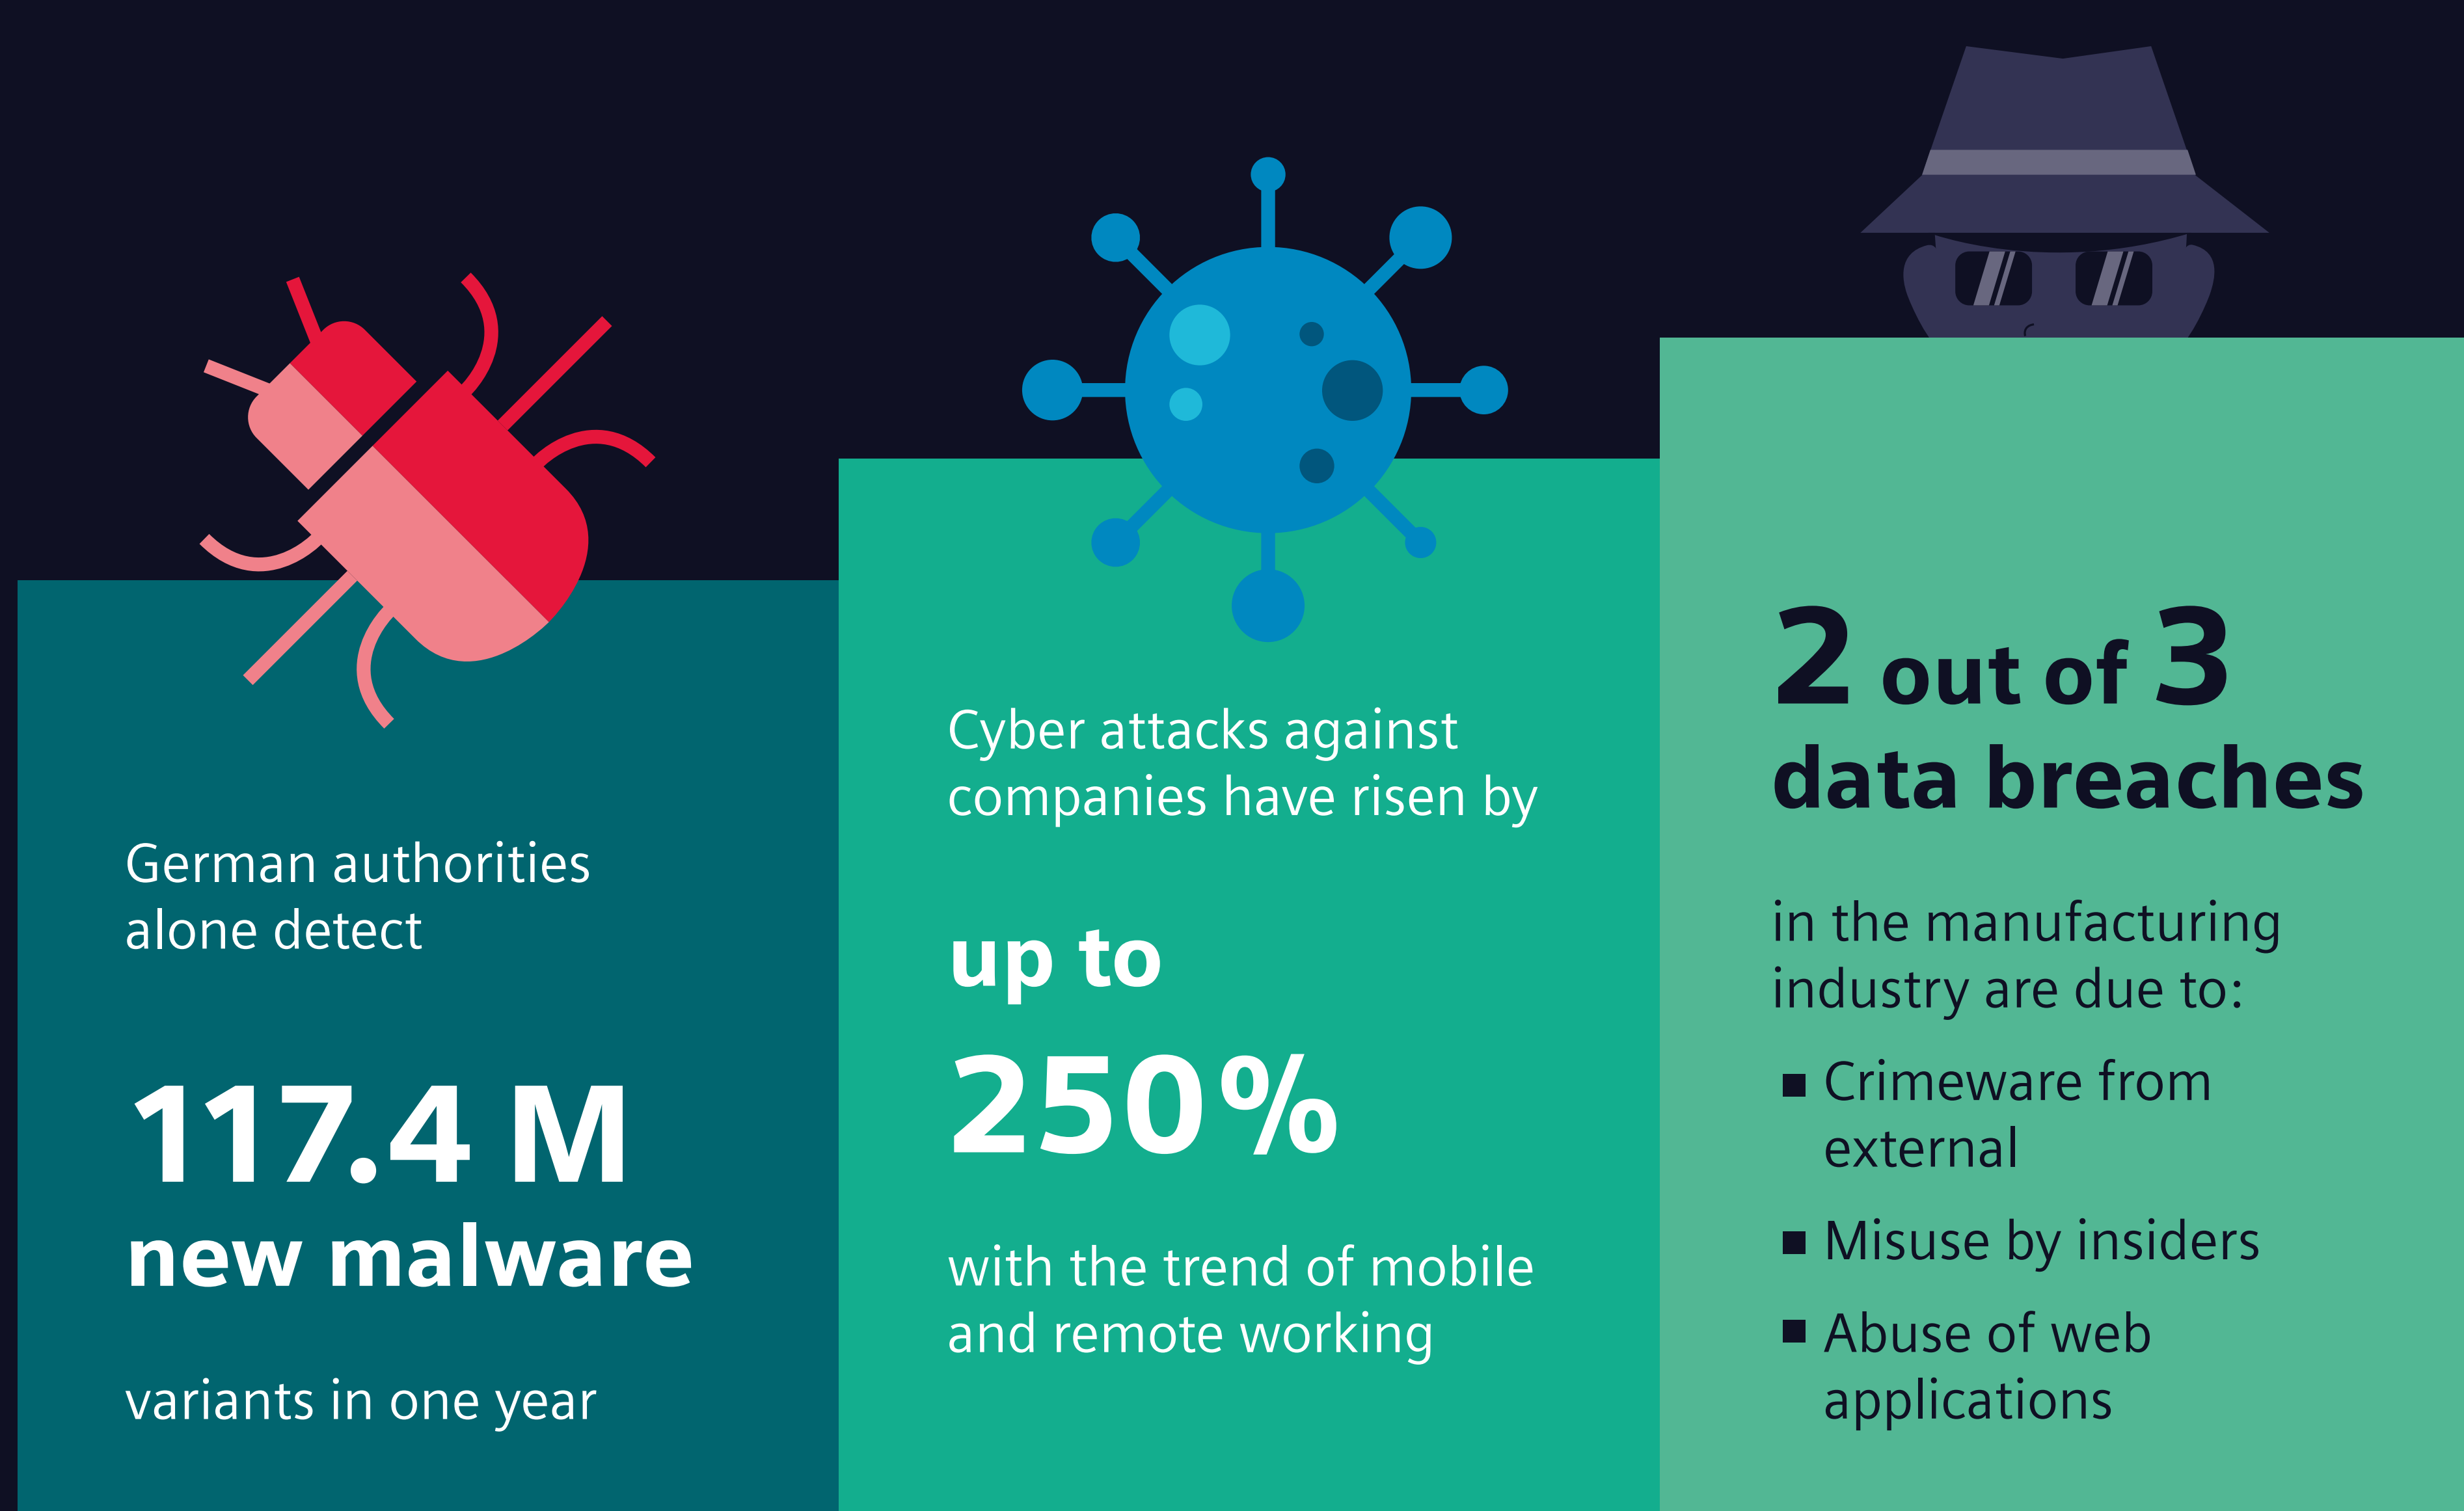 German authorities
alone detect
117.4 M
new malware
variants in one year
Cyber attacks against
companies have risen by
up to
250 %
with the trend of mobile
and remote working
2 out of 3
data breaches
in the manufacturing
industry are due to:
■ Crimeware from
external
■ Misuse by insiders
■ Abuse of web
applications